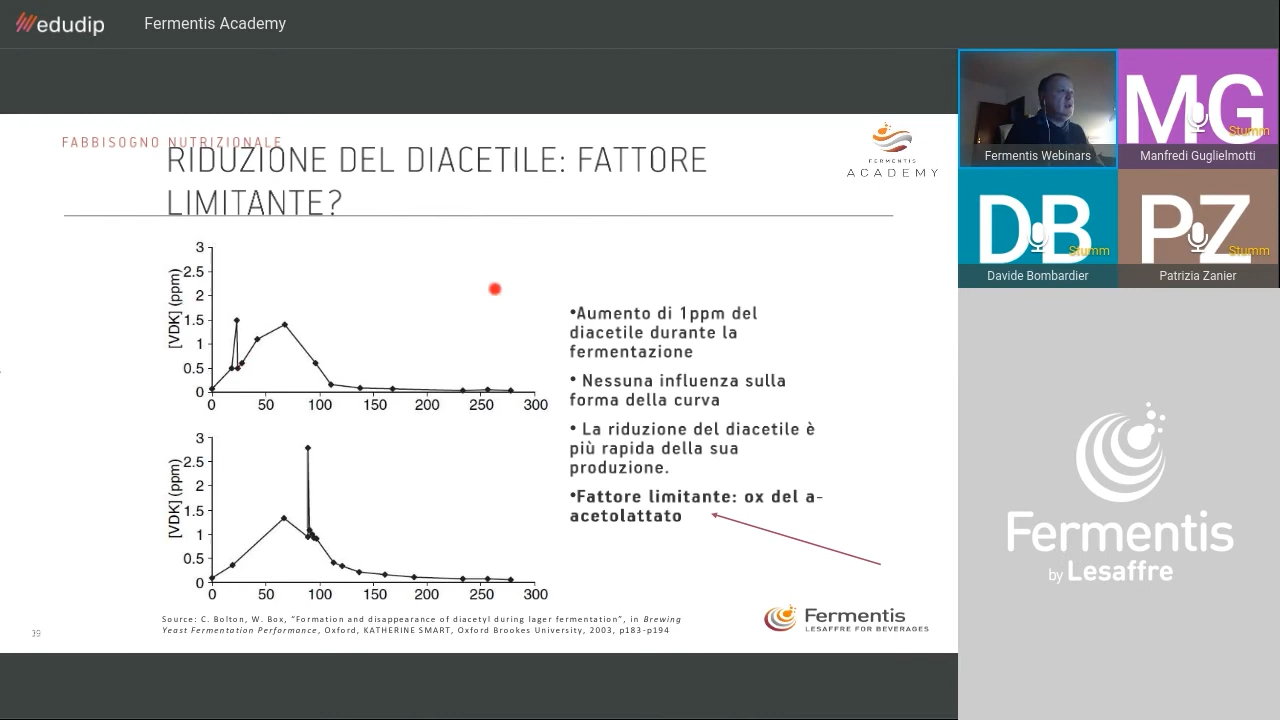 edudip
Fermentis Academy
FABBISOGNO NUTRIZIONALE
RIDUZIONE DEL DIACETILE: FATTORE
LIMITANTE?
FERMENTIS
ACADEMY
3
2.5
2
1.5
1
0.5
0
[VDK] (ppm)
0 50 100 150 200 250 300
3
2.5
2
1.5
1
0.5
0
[VDK] (ppm)
0 50 100 150 200 250 300
•Aumento di 1ppm del
diacetile durante la
fermentazione
• Nessuna influenza sulla
forma della curva
• La riduzione del diacetile è
più rapida della sua
produzione.
•Fattore limitante: ox del a-
acetolattato
Source: C. Bolton, W. Box, “Formation and disappearance of diacetyl during lager fermentation”, in Brewing
Yeast Fermentation Performance, Oxford, KATHERINE SMART, Oxford Brookes University, 2003, p183-p194
39
Fermentis
LESAFFRE FOR BEVERAGES
Fermentis Webinars
MG
Stumm
Manfredi Guglielmotti
DB
Stumm
Davide Bombardier
PZ
Stumm
Patrizia Zanier
Fermentis
by Lesaffre